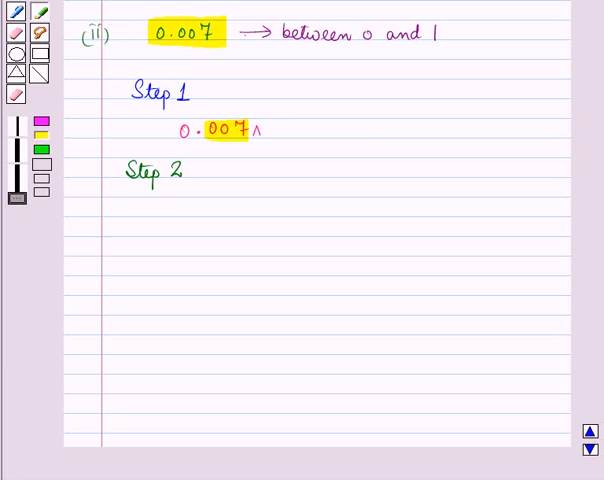 (ii) 0.007 → between 0 and 1
Step 1
0.007 ^
Step 2